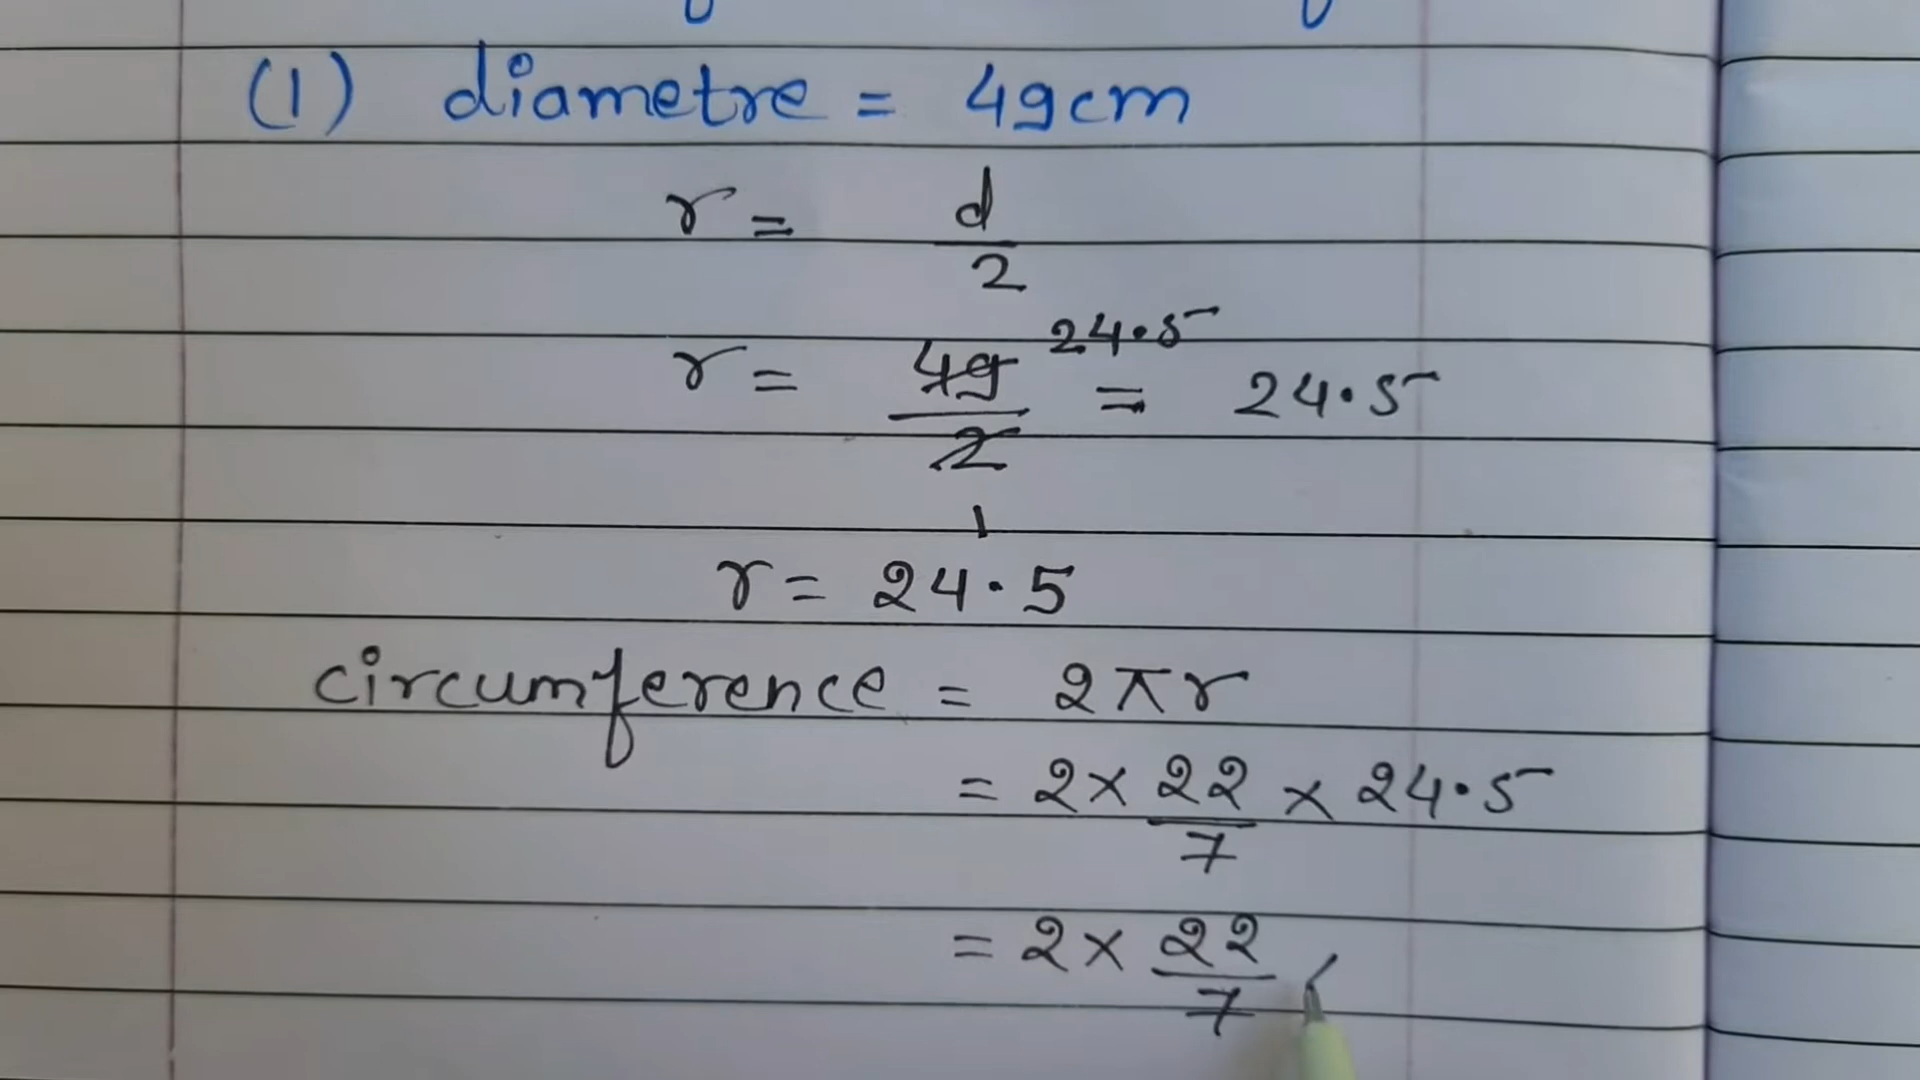 (1) diametre = 49cm
r = d/2
r = 49/2 24.5 = 24.5
1
r = 24.5
circumference = 2πr
= 2 × 22/7 × 24.5
= 2 × 22/7